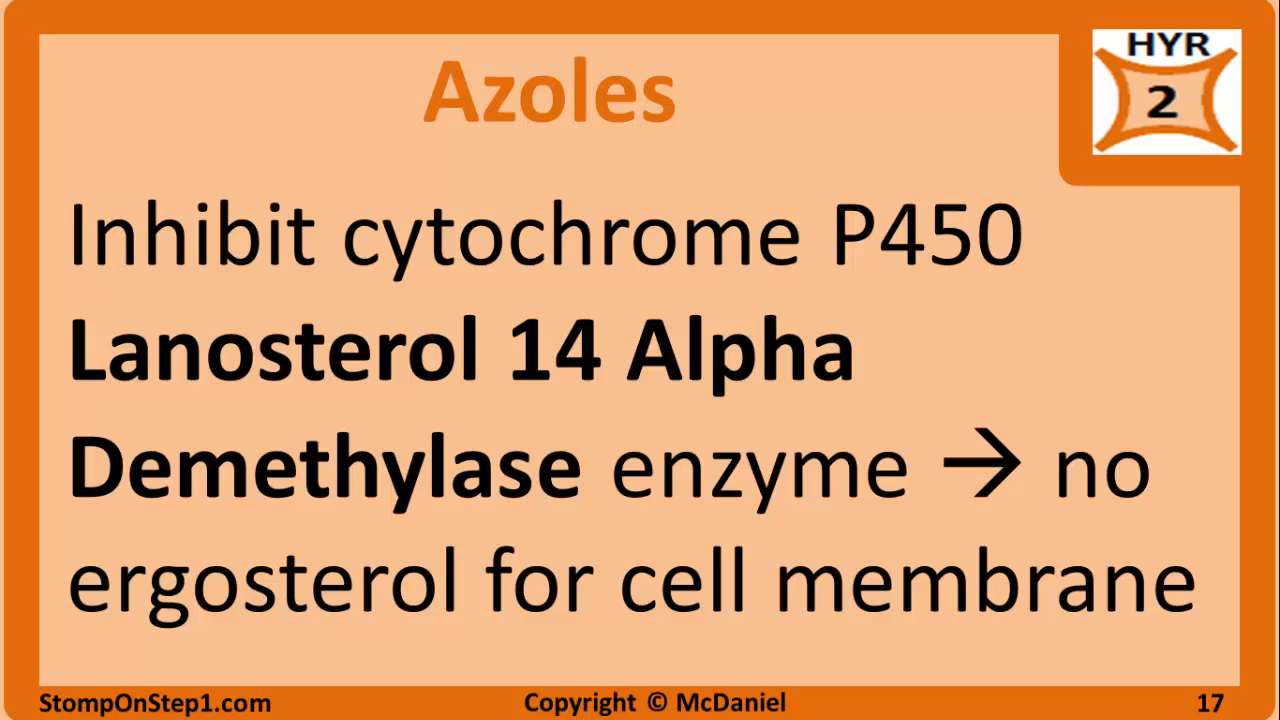 Azoles
HYR
2
Inhibit cytochrome P450
Lanosterol 14 Alpha
Demethylase enzyme → no
ergosterol for cell membrane
StompOnStep1.com
Copyright © McDaniel
17